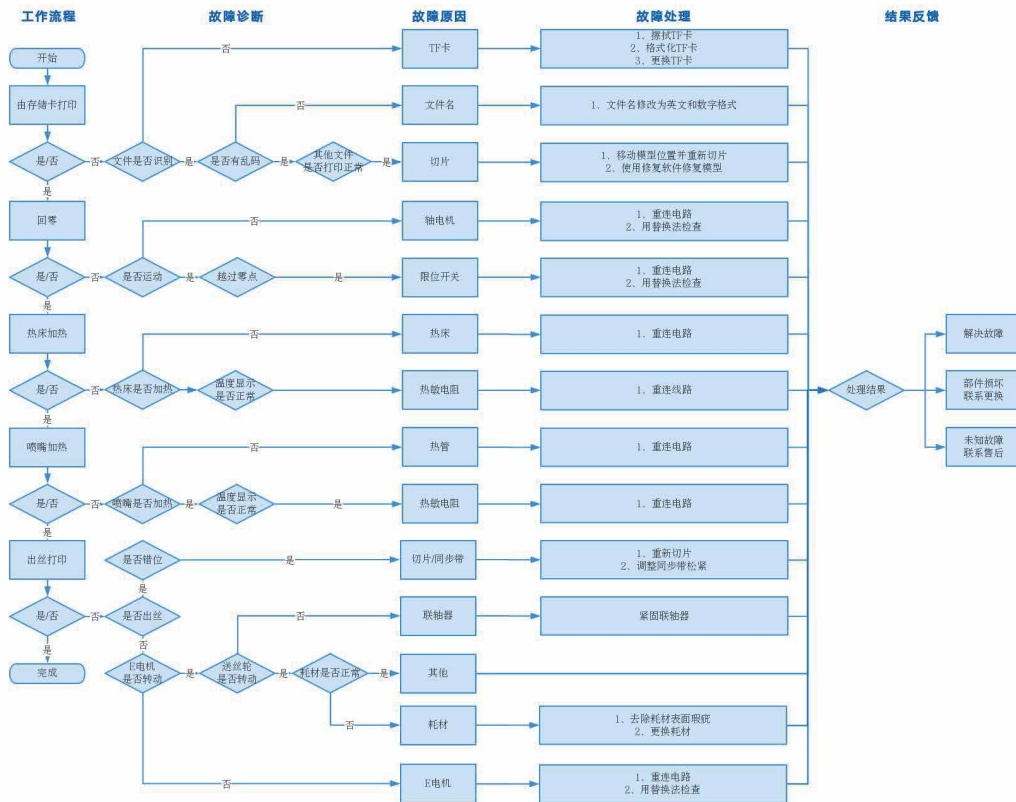 工作流程
故障诊断
故障原因
故障处理
结果反馈
开始
否
TF卡
1、擦拭TF卡
2、格式化TF卡
3、更换TF卡
由存储卡打印
否
文件名
1、文件名修改为英文和数字格式
是/否
否
文件是否识别
是
是否有乱码
是
其他文件
是否打印正常
是
切片
1、移动模型位置并重新切片
2、使用修复软件修复模型
是
回零
否
轴电机
1、重连电路
2、用替换法检查
是/否
否
是否运动
是
越过零点
是
限位开关
1、重连电路
2、用替换法检查
是
热床加热
否
热床
1、重连电路
解决故障
是/否
否
热床是否加热
温度显示
是否正常
热敏电阻
1、重连线路
处理结果
部件损坏
联系更换
是
喷嘴加热
否
热管
1、重连电路
未知故障
联系售后
是/否
否
喷嘴是否加热
是
温度显示
是否正常
是
热敏电阻
1、重连电路
是
出丝打印
是否错位
是
切片/同步带
1、重新切片
2、调整同步带松紧
是
是/否
否
是否出丝
否
联轴器
紧固联轴器
是
否
完成
E电机
是否转动
是
送丝轮
是否转动
是
耗材是否正常
是
其他
否
耗材
1、去除耗材表面瑕疵
2、更换耗材
否
E电机
1、重连电路
2、用替换法检查